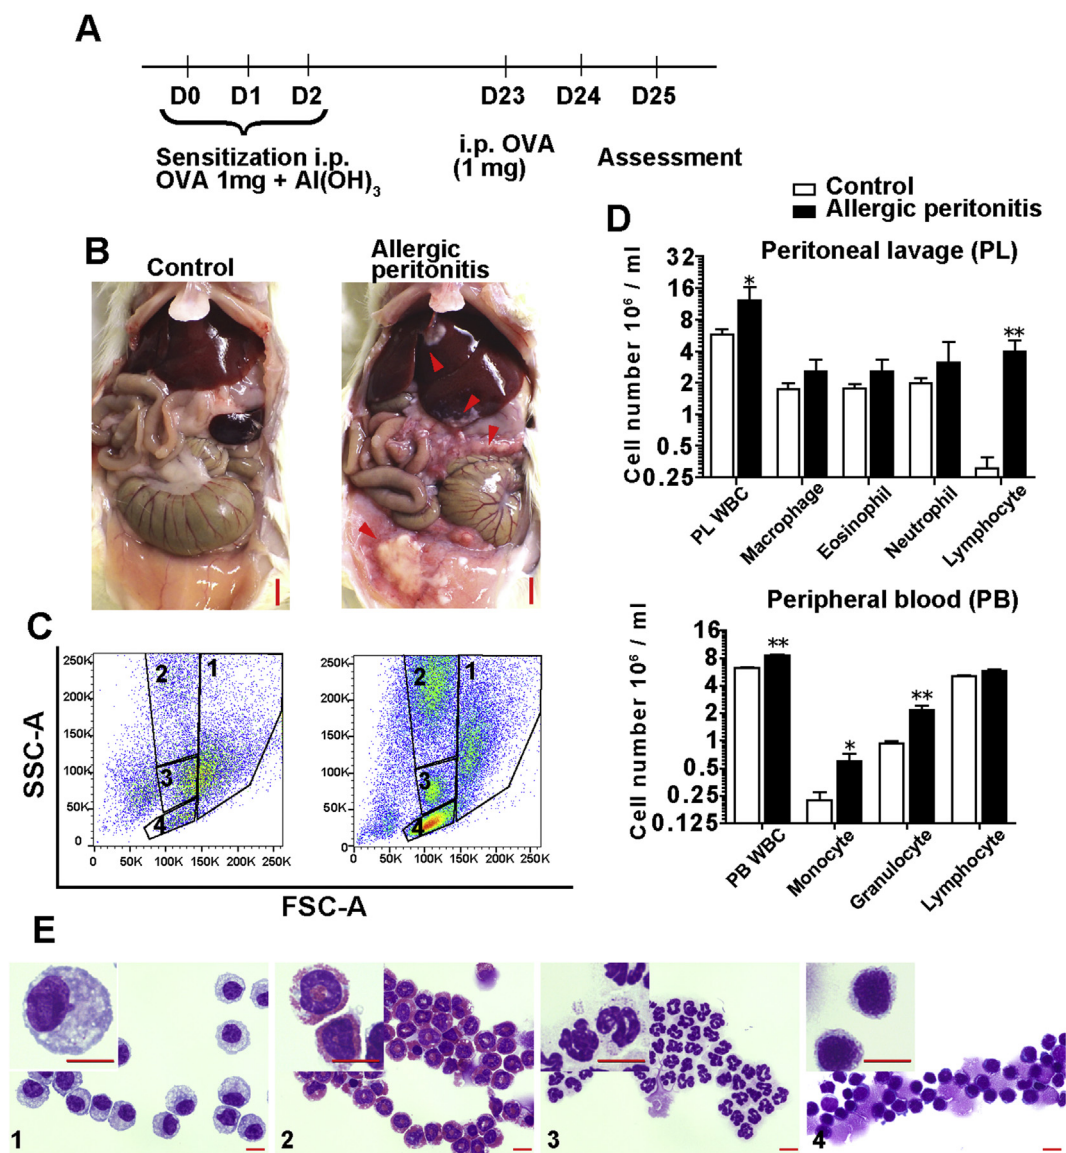 A
D0 D1 D2 D23 D24 D25
Sensitization i.p.
OVA 1mg + Al(OH)₃
i.p. OVA
(1 mg)
Assessment
Control
Allergic peritonitis
B
Control
Allergic
peritonitis
C
SSC-A
250K
200K
150K
100K
50K
0
2 1
3
4
0 50K 100K 150K 200K 250K
250K
200K
150K
100K
50K
0
2 1
3
4
0 50K 100K 150K 200K 250K
FSC-A
D
Peritoneal lavage (PL)
Cell number 10⁶ / ml
32
16
8
4
2
1
0.5
0.25
*
**
PL WBC
Macrophage
Eosinophil
Neutrophil
Lymphocyte
Peripheral blood (PB)
Cell number 10⁶ / ml
16
8
4
2
1
0.5
0.25
0.125
**
*
**
PB WBC
Monocyte
Granulocyte
Lymphocyte
E
1
2
3
4